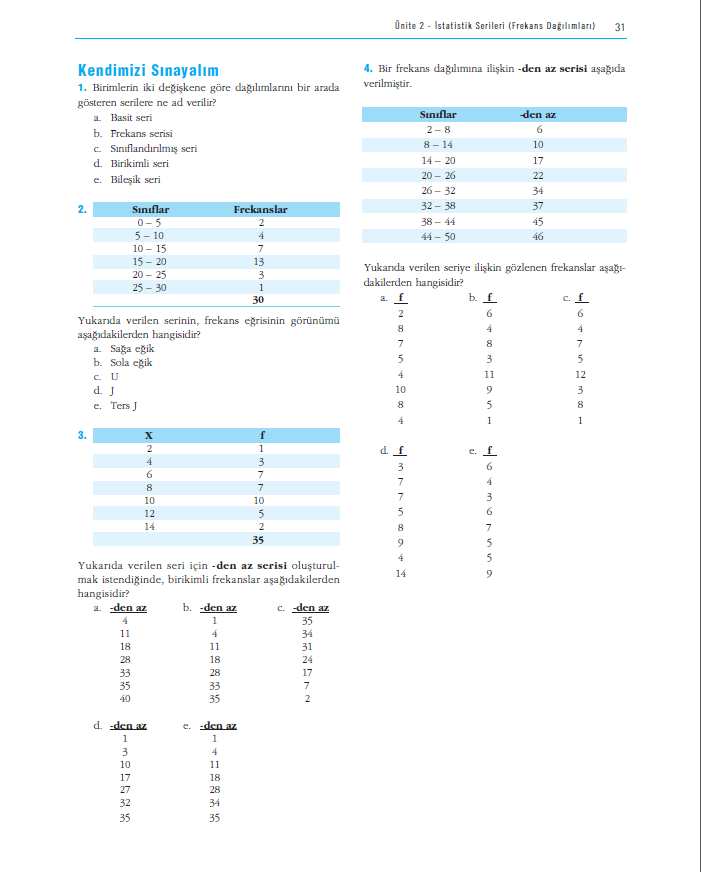 Ünite 2 - İstatistik Serileri (Frekans Dağılımları) 31
Kendimizi Sınayalım
1. Birimlerin iki değişkene göre dağılımlarını bir arada
gösteren serilere ne ad verilir?
a. Basit seri
b. Frekans serisi
c. Sınıflandırılmış seri
d. Birikimli seri
e. Bileşik seri
2. Sınıflar Frekanslar
0 – 5 2
5 – 10 4
10 – 15 7
15 – 20 13
20 – 25 3
25 – 30 1
30
Yukarıda verilen serinin, frekans eğrisinin görünümü
aşağıdakilerden hangisidir?
a. Sağa eğik
b. Sola eğik
c. U
d. J
e. Ters J
3. X f
2 1
4 3
6 7
8 7
10 10
12 5
14 2
35
Yukarıda verilen seri için -den az serisi oluşturul-
mak istendiğinde, birikimli frekanslar aşağıdakilerden
hangisidir?
a. -den az b. -den az c. -den az
4 1 35
11 4 34
18 11 31
28 18 24
33 28 17
35 33 7
40 35 2
d. -den az e. -den az
1 1
3 4
10 11
17 18
27 28
32 34
35 35
4. Bir frekans dağılımına ilişkin -den az serisi aşağıda
verilmiştir.
Sınıflar -den az
2 – 8 6
8 – 14 10
14 – 20 17
20 – 26 22
26 – 32 34
32 – 38 37
38 – 44 45
44 – 50 46
Yukarıda verilen seriye ilişkin gözlenen frekanslar aşağı-
dakilerden hangisidir?
a. f b. f c. f
2 6 6
8 4 4
7 8 7
5 3 5
4 11 12
10 9 3
8 5 8
4 1 1
d. f e. f
3 6
7 4
7 3
5 6
8 7
9 5
4 5
14 9